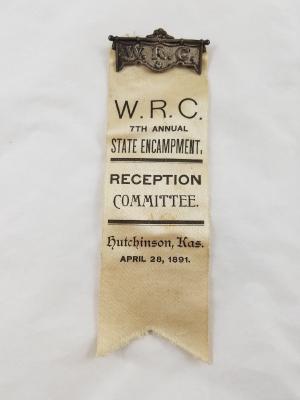 W. R. C.
W. R. C.
7TH ANNUAL
STATE ENCAMPMENT,
RECEPTION
COMMITTEE.
Hutchinson, Kas.
APRIL 28, 1891.